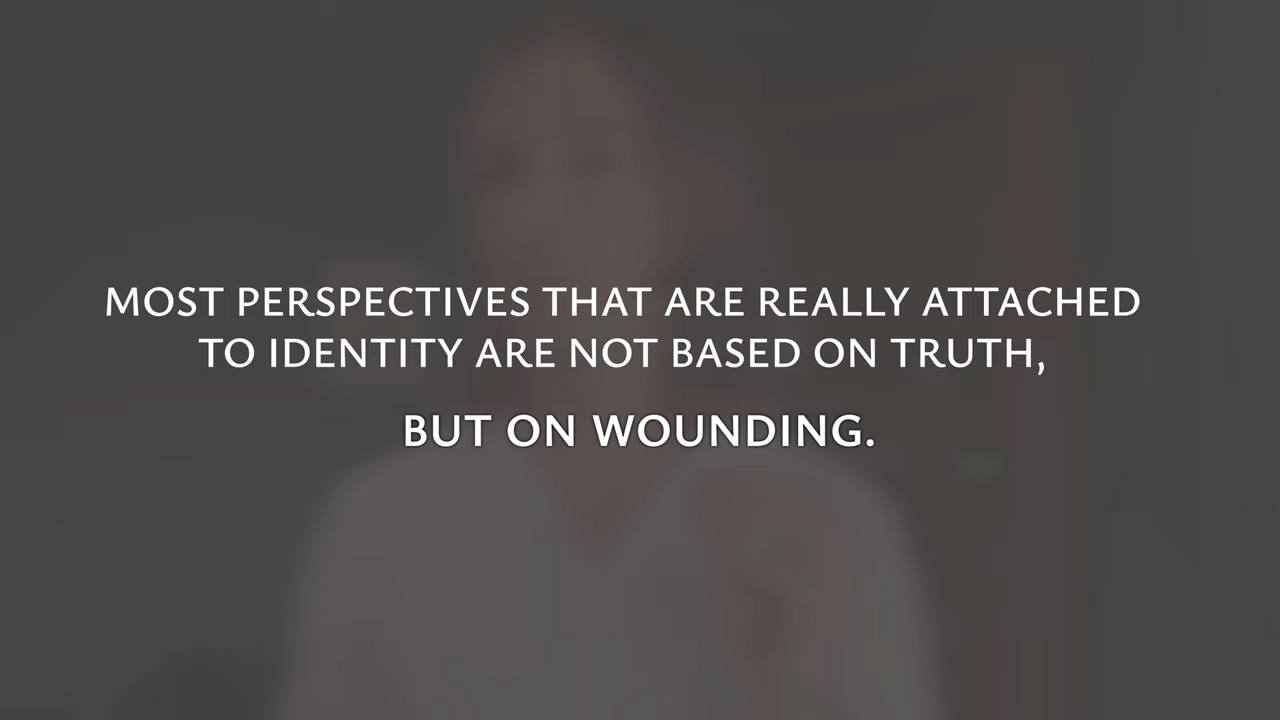 MOST PERSPECTIVES THAT ARE REALLY ATTACHED
TO IDENTITY ARE NOT BASED ON TRUTH,
BUT ON WOUNDING.